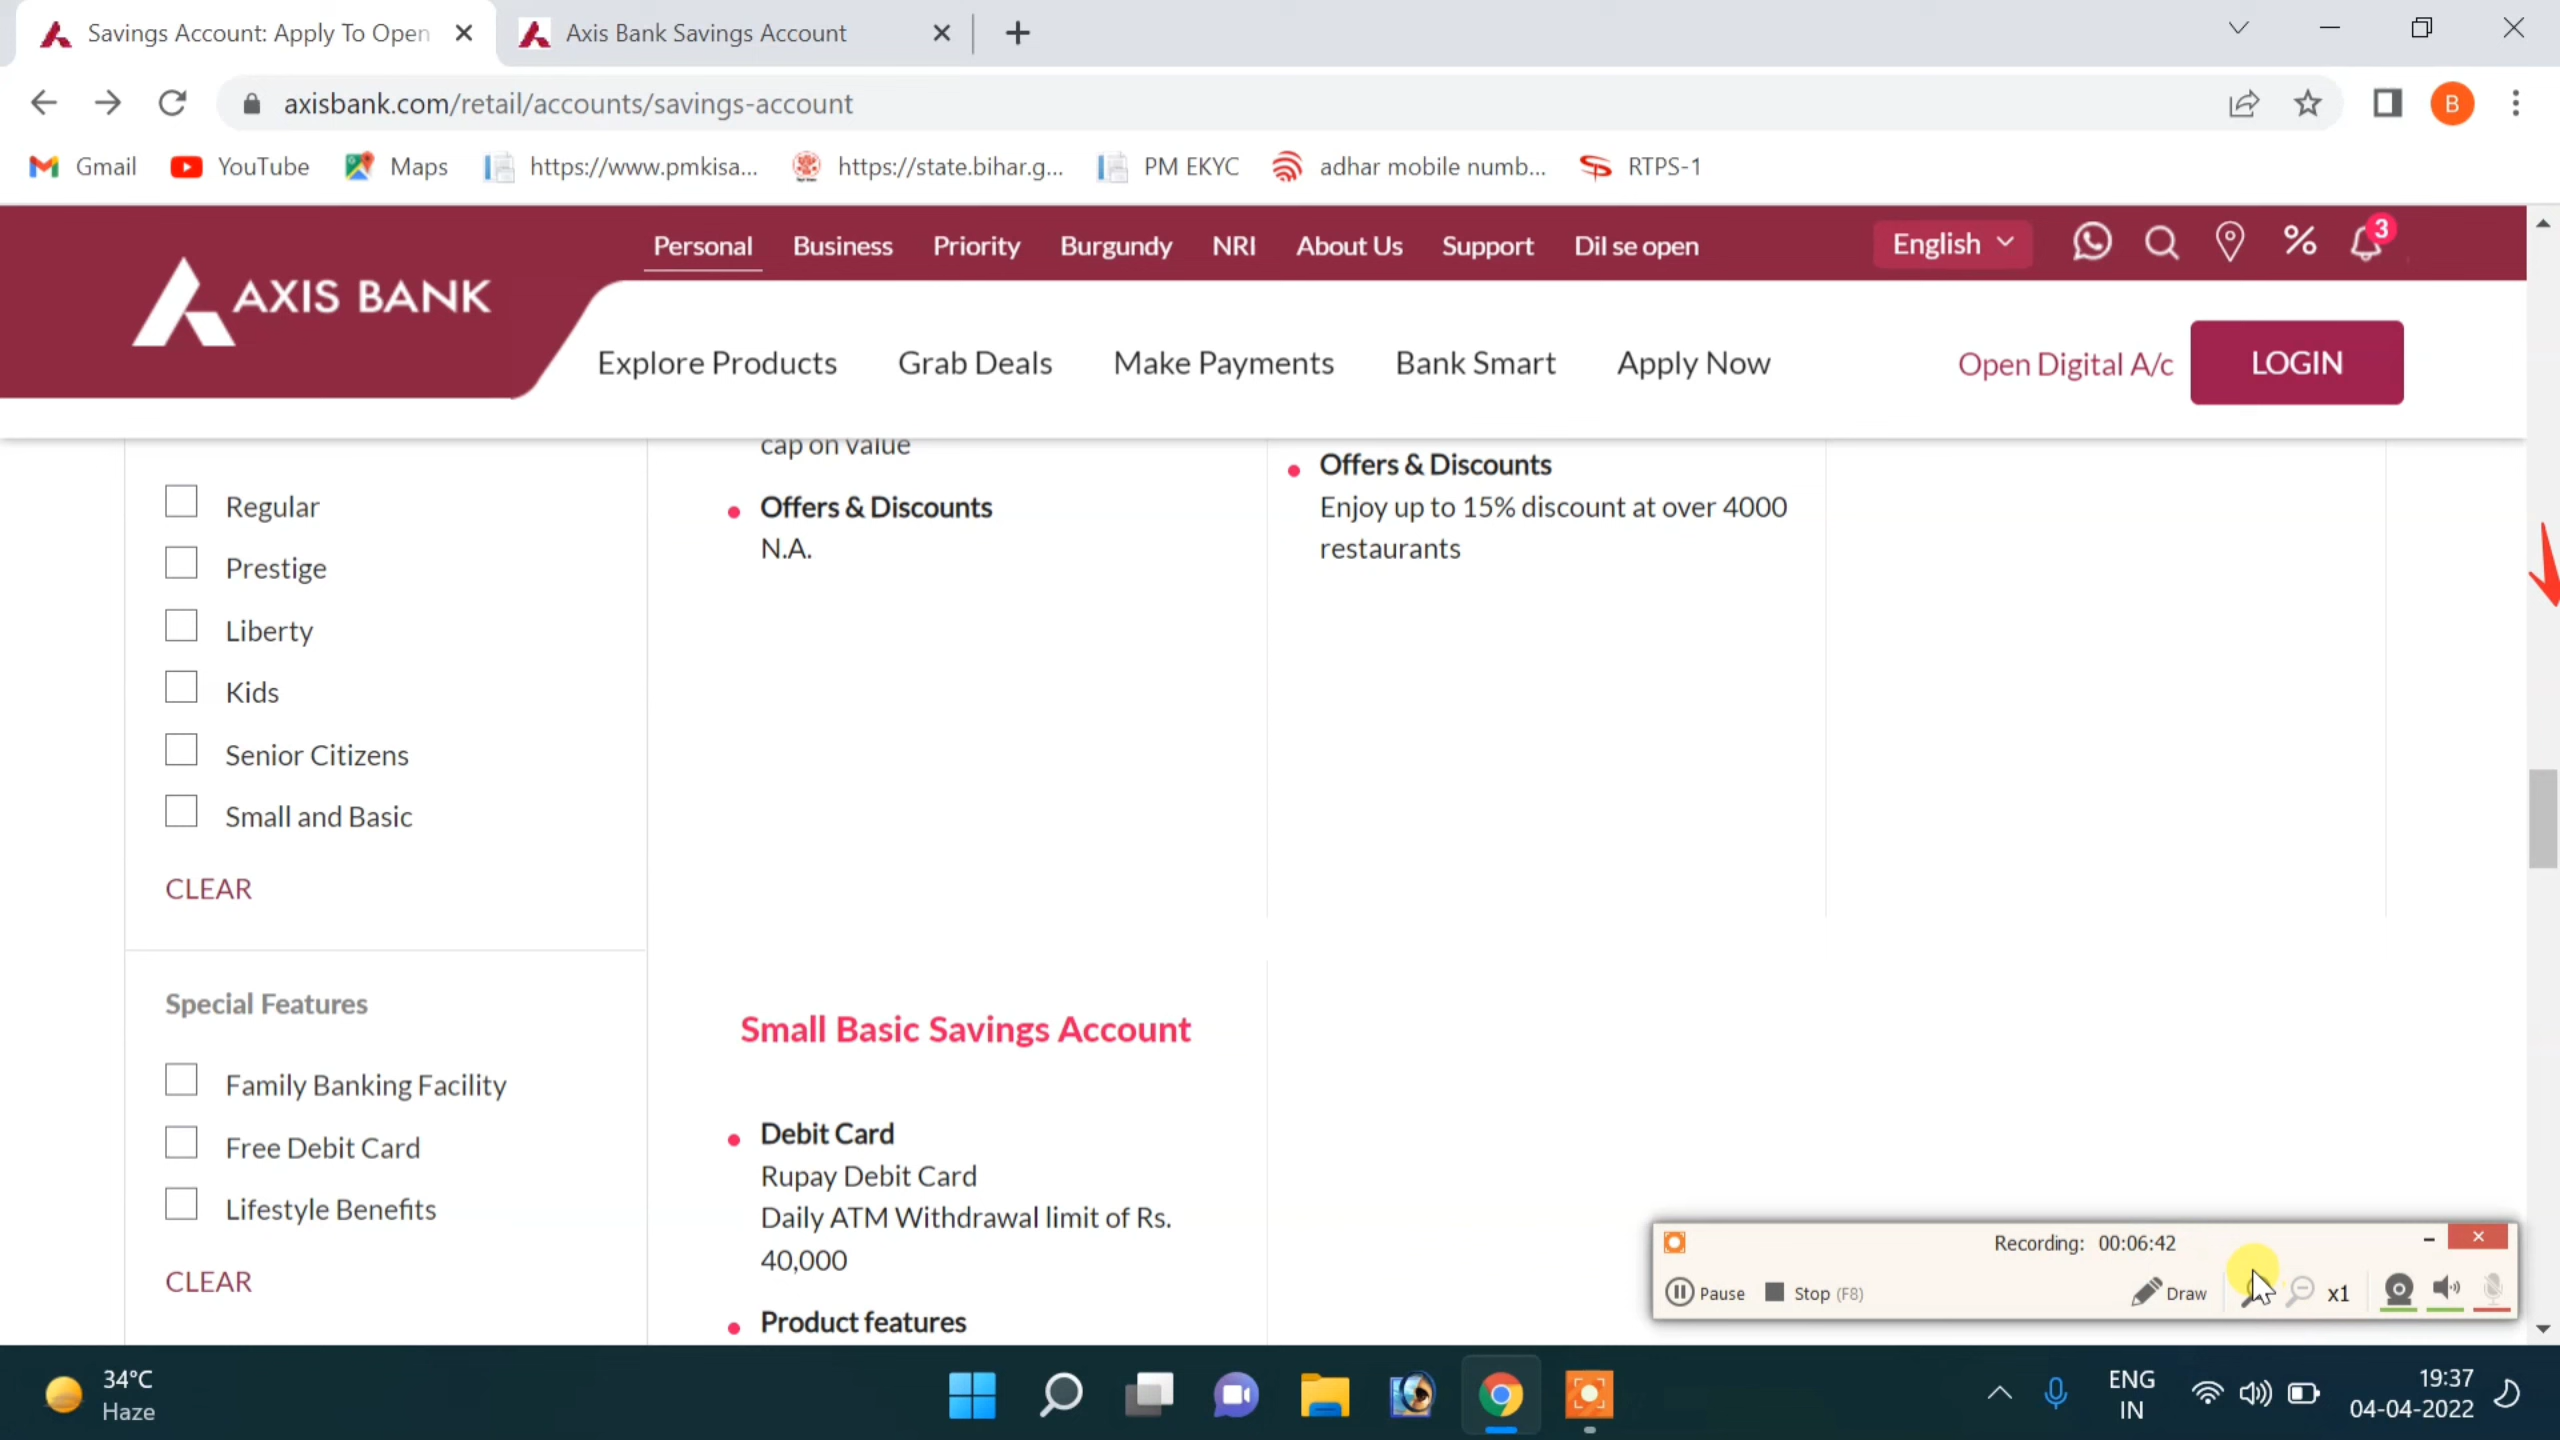 Savings Account: Apply To Open
Axis Bank Savings Account
axisbank.com/retail/accounts/savings-account
B
Gmail
YouTube
Maps
https://www.pmkisa...
https://state.bihar.g...
PM EKYC
adhar mobile numb...
RTPS-1
Personal
Business
Priority
Burgundy
NRI
About Us
Support
Dil se open
English
3
AXIS BANK
Explore Products
Grab Deals
Make Payments
Bank Smart
Apply Now
Open Digital A/c
LOGIN
Regular
Prestige
Liberty
Kids
Senior Citizens
Small and Basic
CLEAR
Special Features
Family Banking Facility
Free Debit Card
Lifestyle Benefits
CLEAR
cap on value
Offers & Discounts
N.A.
Offers & Discounts
Enjoy up to 15% discount at over 4000
restaurants
Small Basic Savings Account
Debit Card
Rupay Debit Card
Daily ATM Withdrawal limit of Rs.
40,000
Product features
Recording: 00:06:42
Pause
Stop (F8)
Draw
x1
34°C
Haze
ENG
IN
19:37
04-04-2022